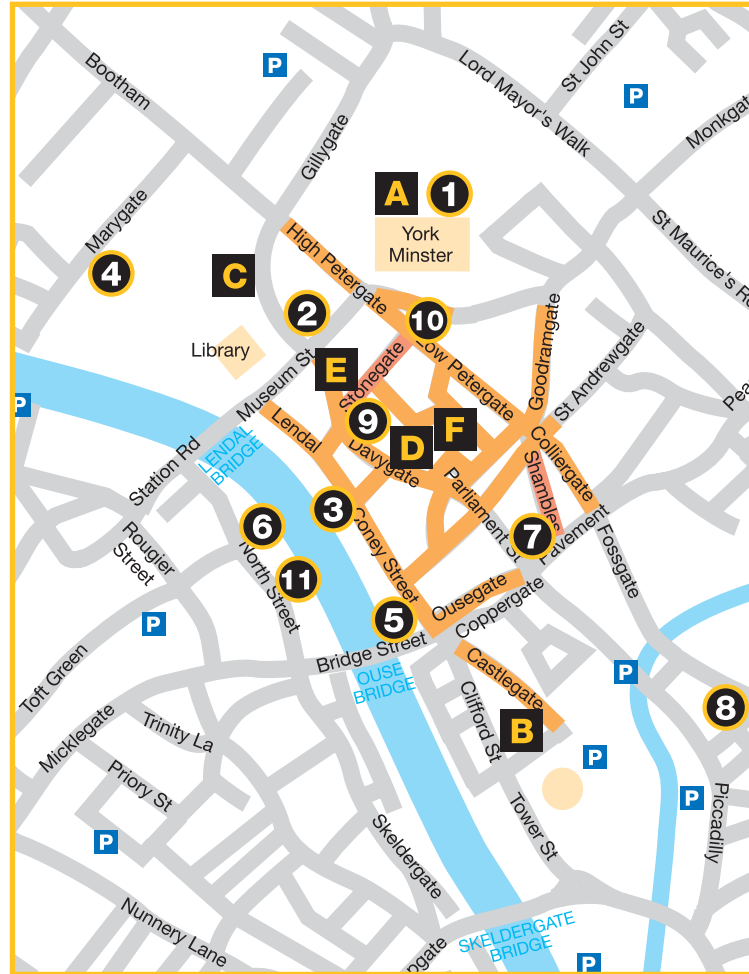 St John St
Lord Mayor's Walk
Bootham
P
P
Monkgat
Gillygate
A
1
Marygate
York
Minster
St Maurice's R
4
C
High Petergate
2
10
Goodramgate
Library
Museum St
E
Stonegate
Low Petergate
St Andrewgate
P
Lendal
9
D
F
Colliergate
Pea
Station Rd
LENDAL
BRIDGE
Davygate
Shambles
Parliament St
3
6
7
Pavement
Rougier
Street
North Street
Coney Street
Fossgate
11
P
5
Ousegate
Coppergate
Bridge Street
Toft Green
OUSE
BRIDGE
Castlegate
P
Clifford St
8
Micklegate
Trinity La
B
P
Priory St
P
Piccadilly
Tower St
P
Skeldergate
Nunnery Lane
SKELDERGATE
BRIDGE
pgate
P